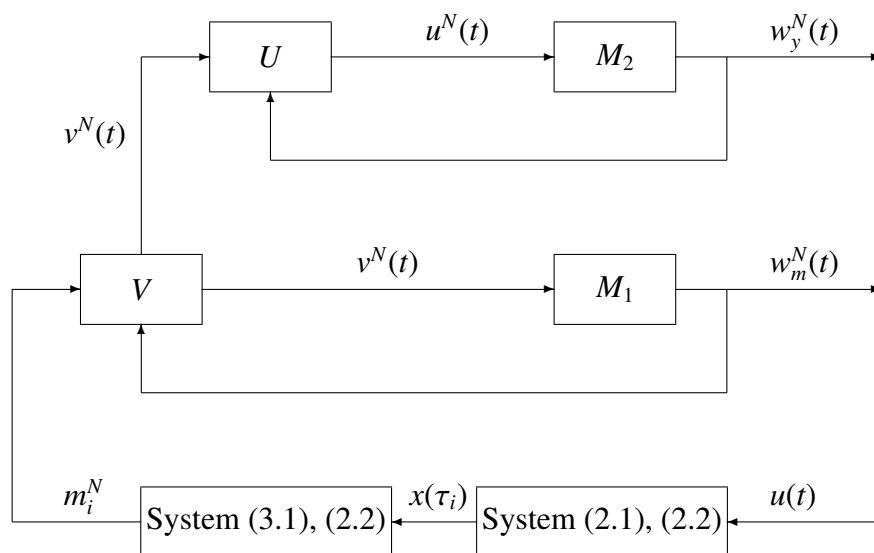 U
u^N(t)
M_2
w_y^N(t)
v^N(t)
V
v^N(t)
M_1
w_m^N(t)
m_i^N
System (3.1), (2.2)
x(τ_i)
System (2.1), (2.2)
u(t)